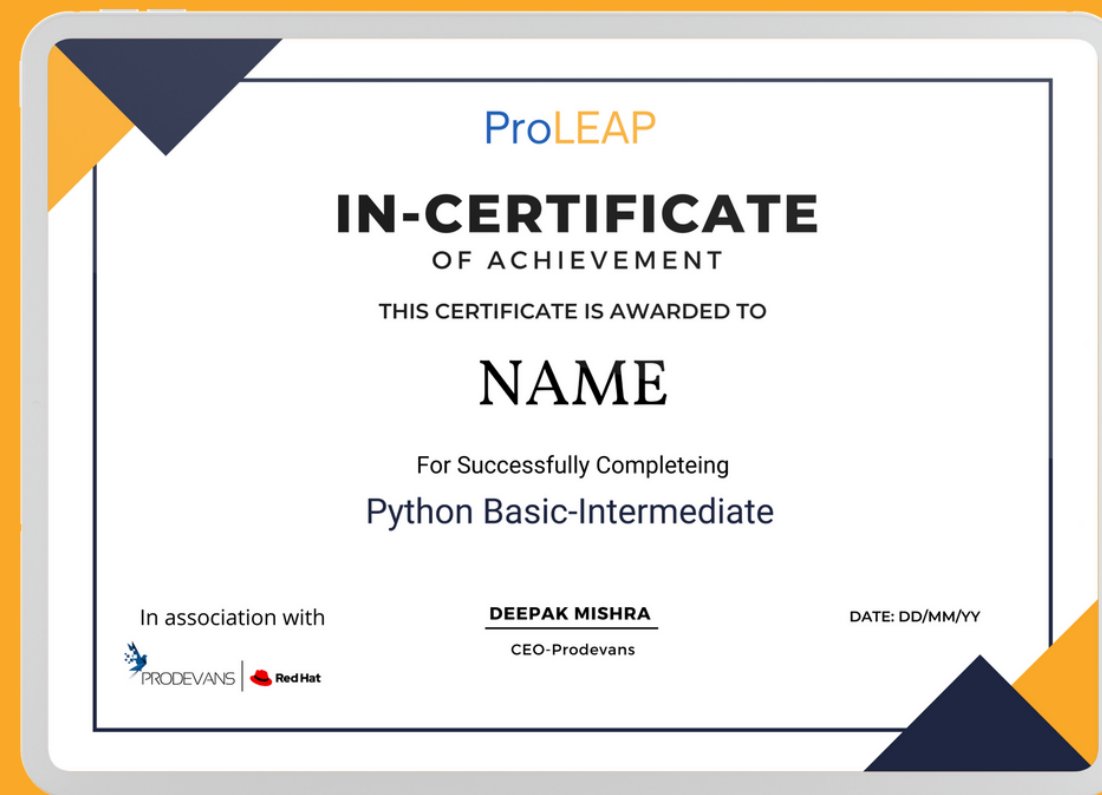 ProLEAP
IN-CERTIFICATE
OF ACHIEVEMENT
THIS CERTIFICATE IS AWARDED TO
NAME
For Successfully Completeing
Python Basic-Intermediate
In association with
PRODEVANS
Red Hat
DEEPAK MISHRA
CEO-Prodevans
DATE: DD/MM/YY